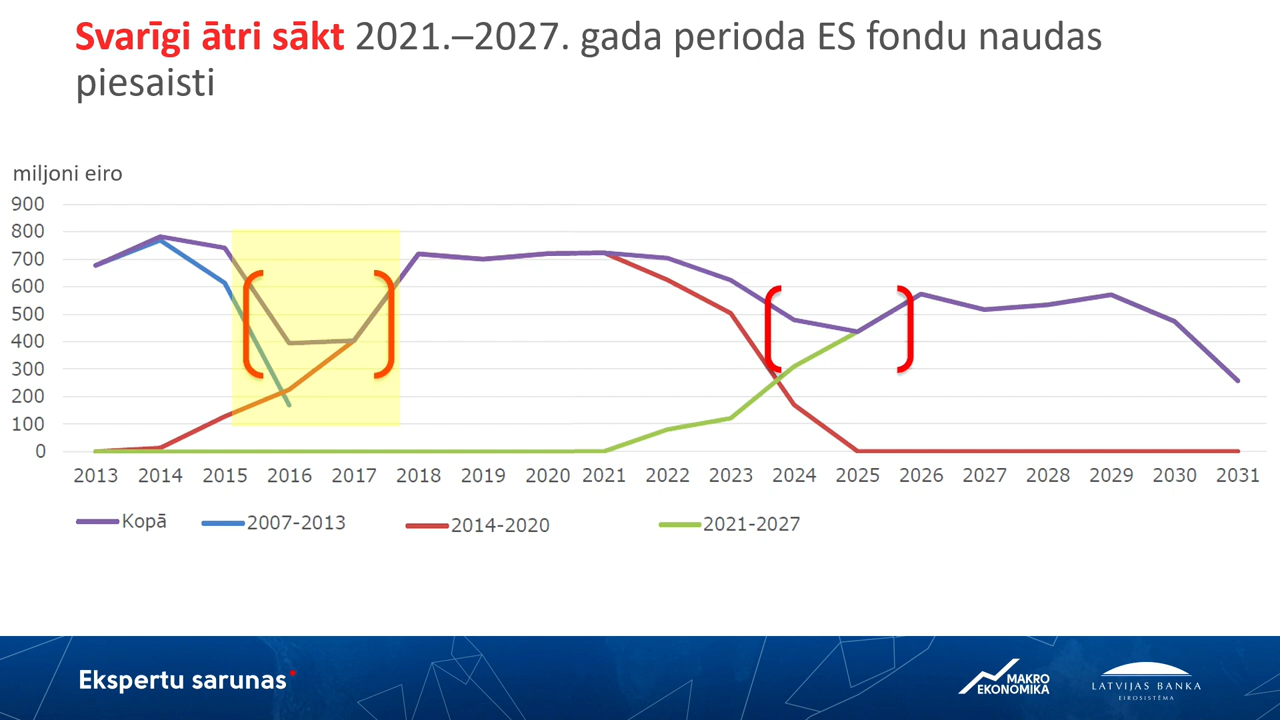 Svarīgi ātri sākt 2021.–2027. gada perioda ES fondu naudas
piesaisti
miljoni eiro
900
800
700
600
500
400
300
200
100
0
2013 2014 2015 2016 2017 2018 2019 2020 2021 2022 2023 2024 2025 2026 2027 2028 2029 2030 2031
Kopā 2007-2013 2014-2020 2021-2027
Ekspertu sarunas
MAKRO
EKONOMIKA
LATVIJAS BANKA
EIROSISTĒMA